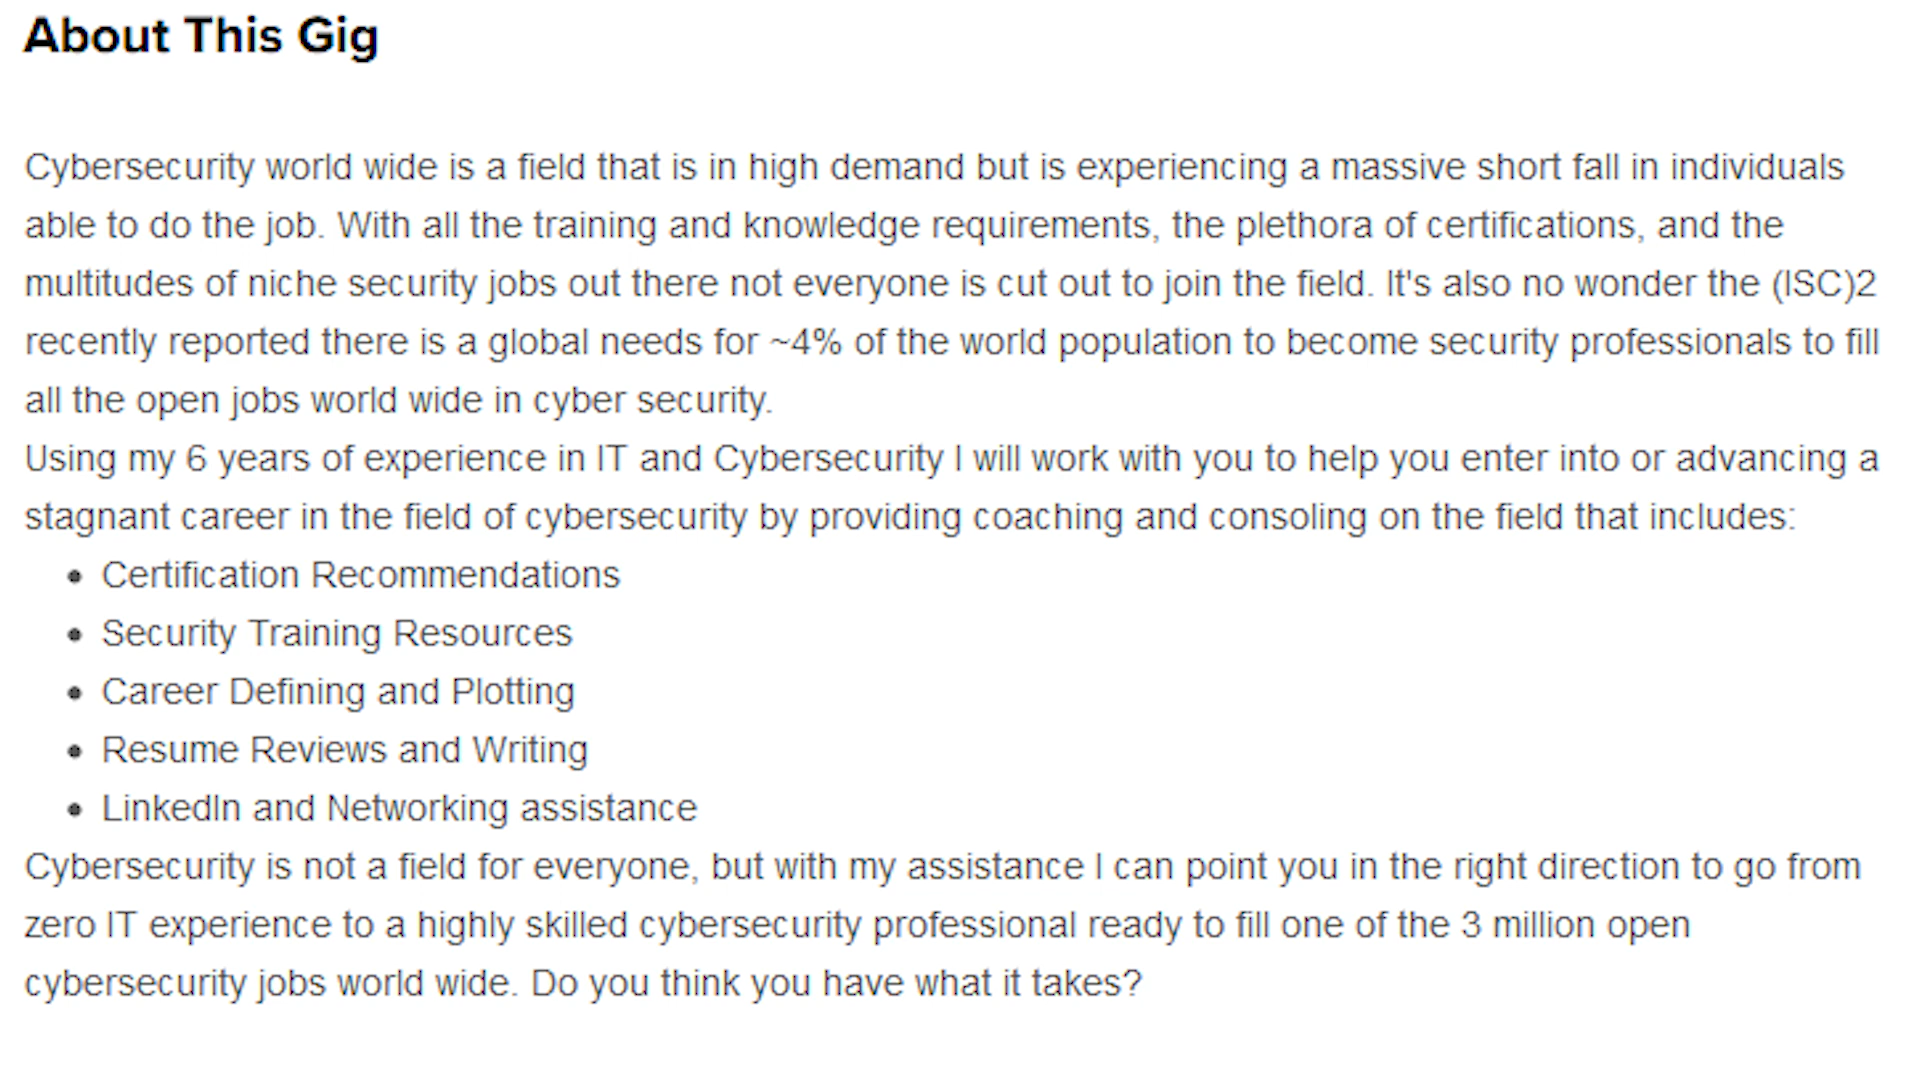 About This Gig
Cybersecurity world wide is a field that is in high demand but is experiencing a massive short fall in individuals
able to do the job. With all the training and knowledge requirements, the plethora of certifications, and the
multitudes of niche security jobs out there not everyone is cut out to join the field. It's also no wonder the (ISC)2
recently reported there is a global needs for ~4% of the world population to become security professionals to fill
all the open jobs world wide in cyber security.
Using my 6 years of experience in IT and Cybersecurity I will work with you to help you enter into or advancing a
stagnant career in the field of cybersecurity by providing coaching and consoling on the field that includes:
• Certification Recommendations
• Security Training Resources
• Career Defining and Plotting
• Resume Reviews and Writing
• LinkedIn and Networking assistance
Cybersecurity is not a field for everyone, but with my assistance I can point you in the right direction to go from
zero IT experience to a highly skilled cybersecurity professional ready to fill one of the 3 million open
cybersecurity jobs world wide. Do you think you have what it takes?